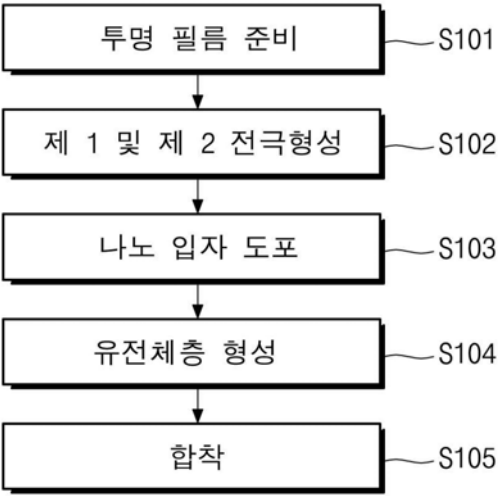 투명 필름 준비 S101
제 1 및 제 2 전극형성 S102
나노 입자 도포 S103
유전체층 형성 S104
합착 S105